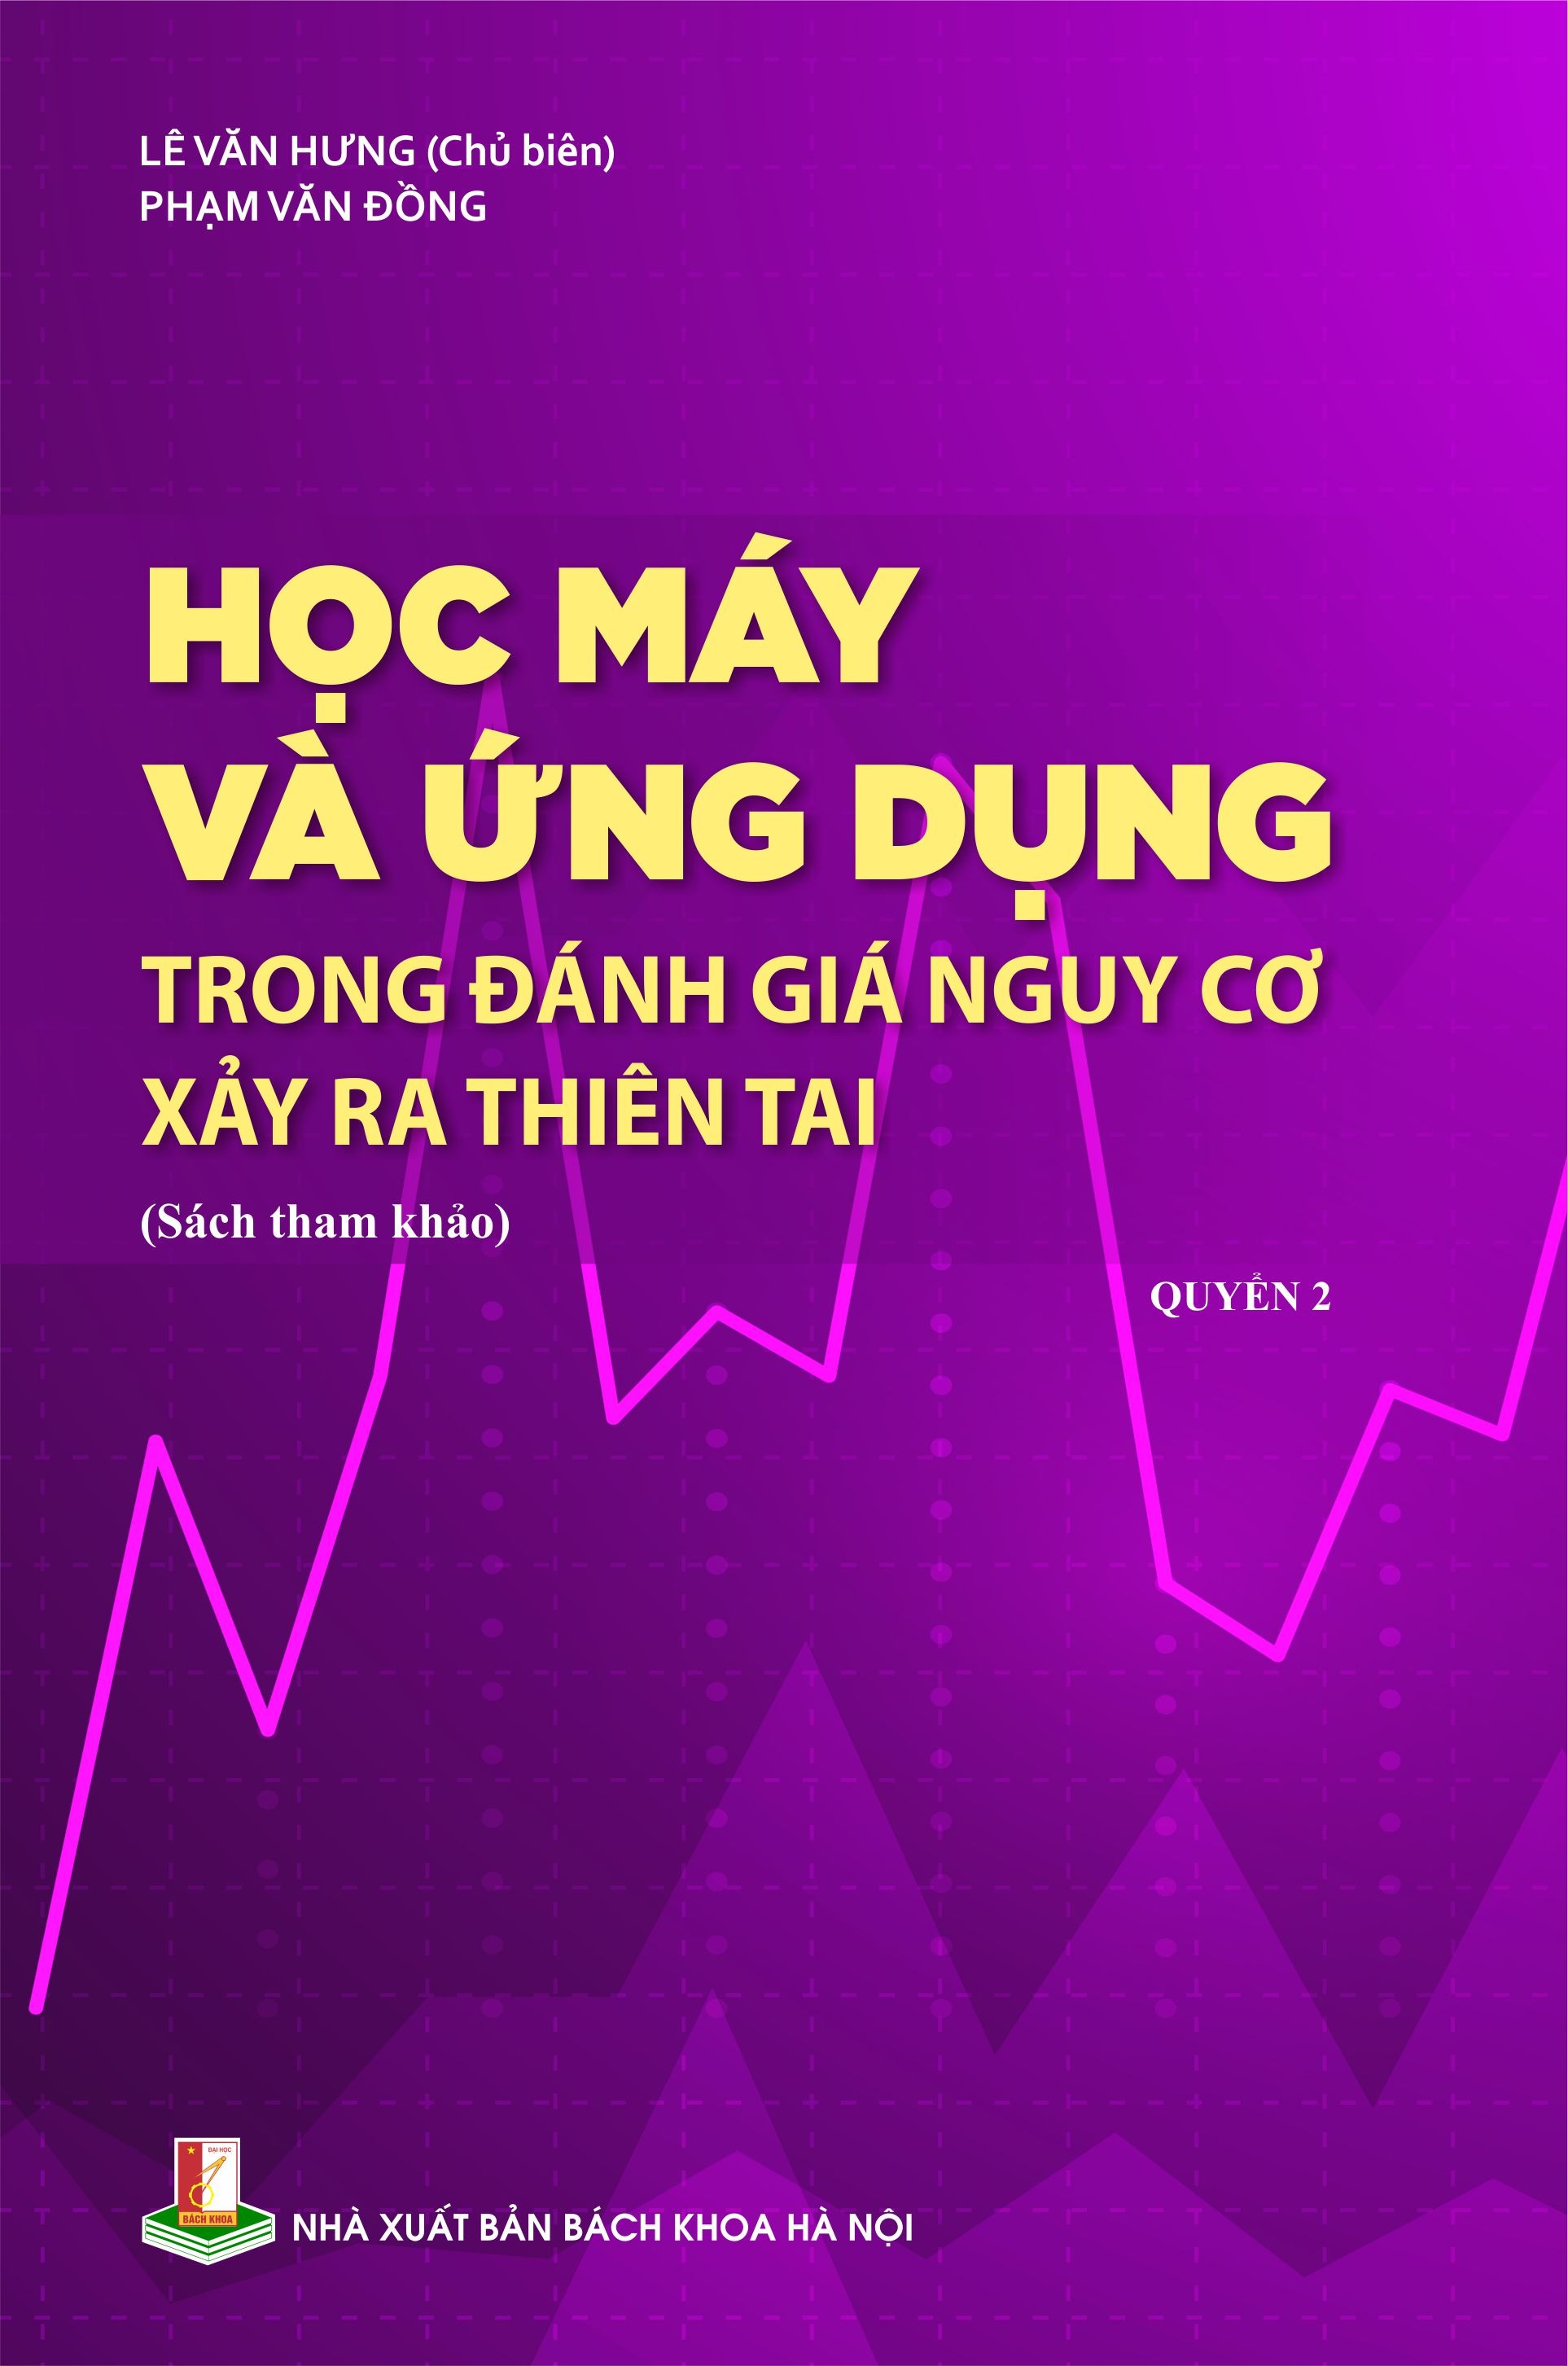 LÊ VĂN HƯNG (Chủ biên)
PHẠM VĂN ĐỒNG
HỌC MÁY
VÀ ỨNG DỤNG
TRONG ĐÁNH GIÁ NGUY CƠ
XẢY RA THIÊN TAI
(Sách tham khảo)
QUYỂN 2
ĐẠI HỌC
BÁCH KHOA
NHÀ XUẤT BẢN BÁCH KHOA HÀ NỘI